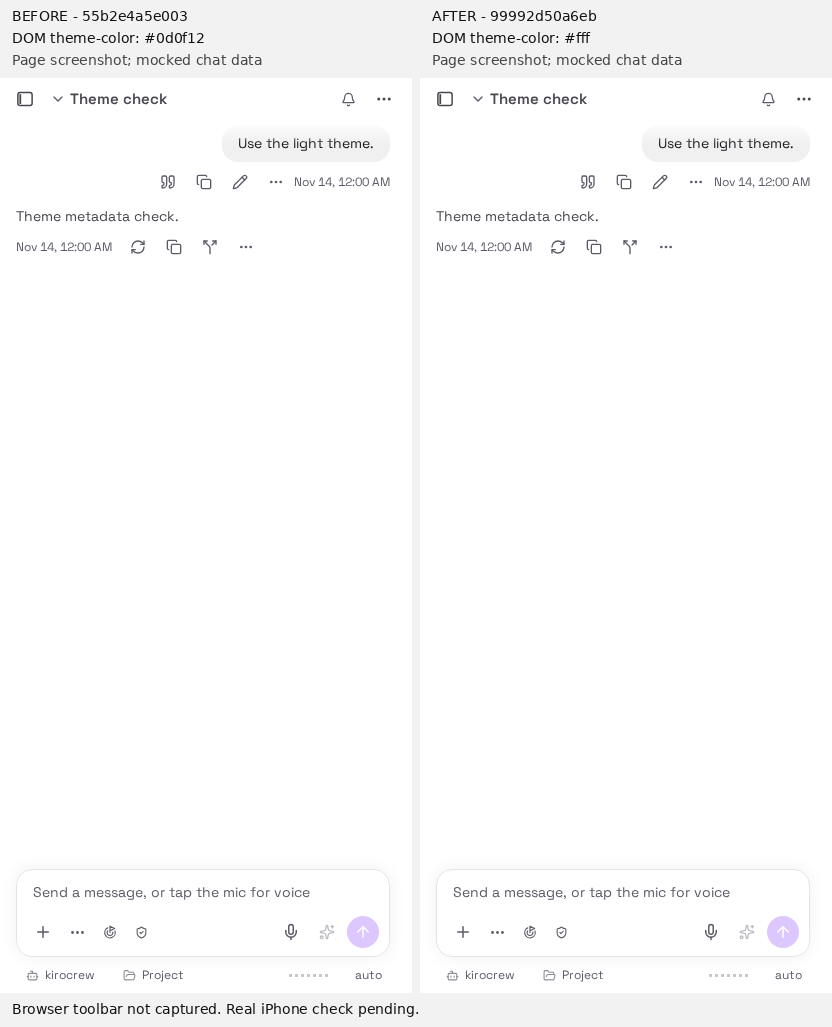 BEFORE - 55b2e4a5e003
DOM theme-color: #0d0f12
Page screenshot; mocked chat data
Theme check
Use the light theme.
Nov 14, 12:00 AM
Theme metadata check.
Nov 14, 12:00 AM
Send a message, or tap the mic for voice
kirocrew Project auto
AFTER - 99992d50a6eb
DOM theme-color: #fff
Page screenshot; mocked chat data
Theme check
Use the light theme.
Nov 14, 12:00 AM
Theme metadata check.
Nov 14, 12:00 AM
Send a message, or tap the mic for voice
kirocrew Project auto
Browser toolbar not captured. Real iPhone check pending.